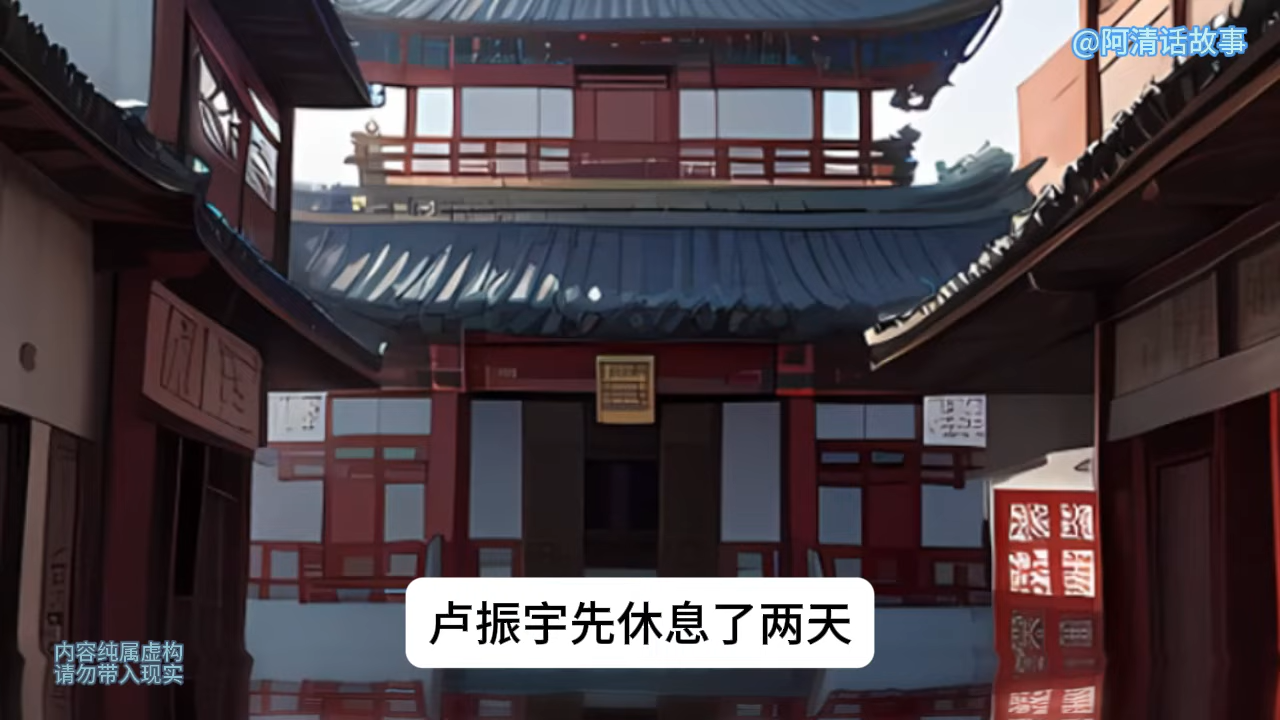 @阿清话故事
卢振宇先休息了两天
内容纯属虚构
请勿带入现实